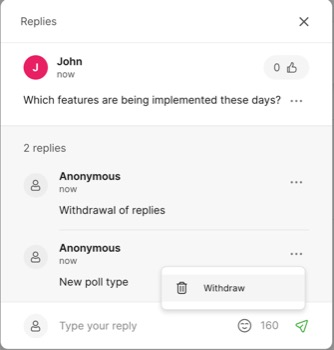 Replies
J
John
now
0
Which features are being implemented these days?
2 replies
Anonymous
now
Withdrawal of replies
Anonymous
now
New poll type
Withdraw
Type your reply
160